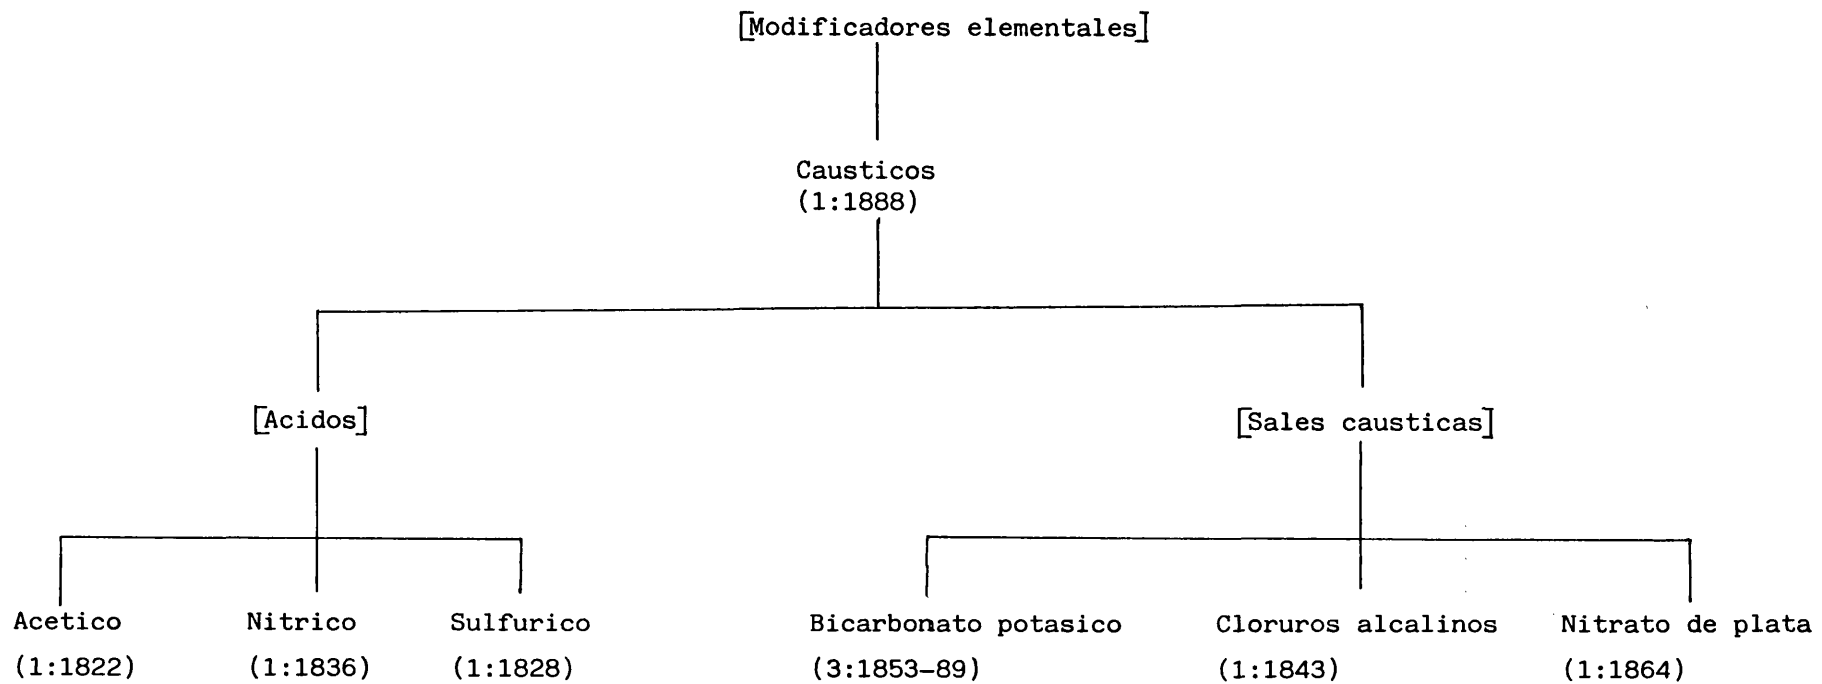 [Modificadores elementales]
Causticos
(1:1888)
[Acidos]
[Sales causticas]
Acetico
(1:1822)
Nitrico
(1:1836)
Sulfurico
(1:1828)
Bicarbonato potasico
(3:1853-89)
Cloruros alcalinos
(1:1843)
Nitrato de plata
(1:1864)